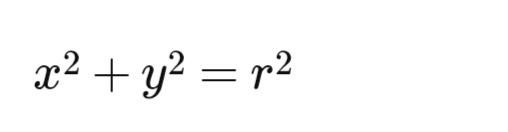 x² + y² = r²